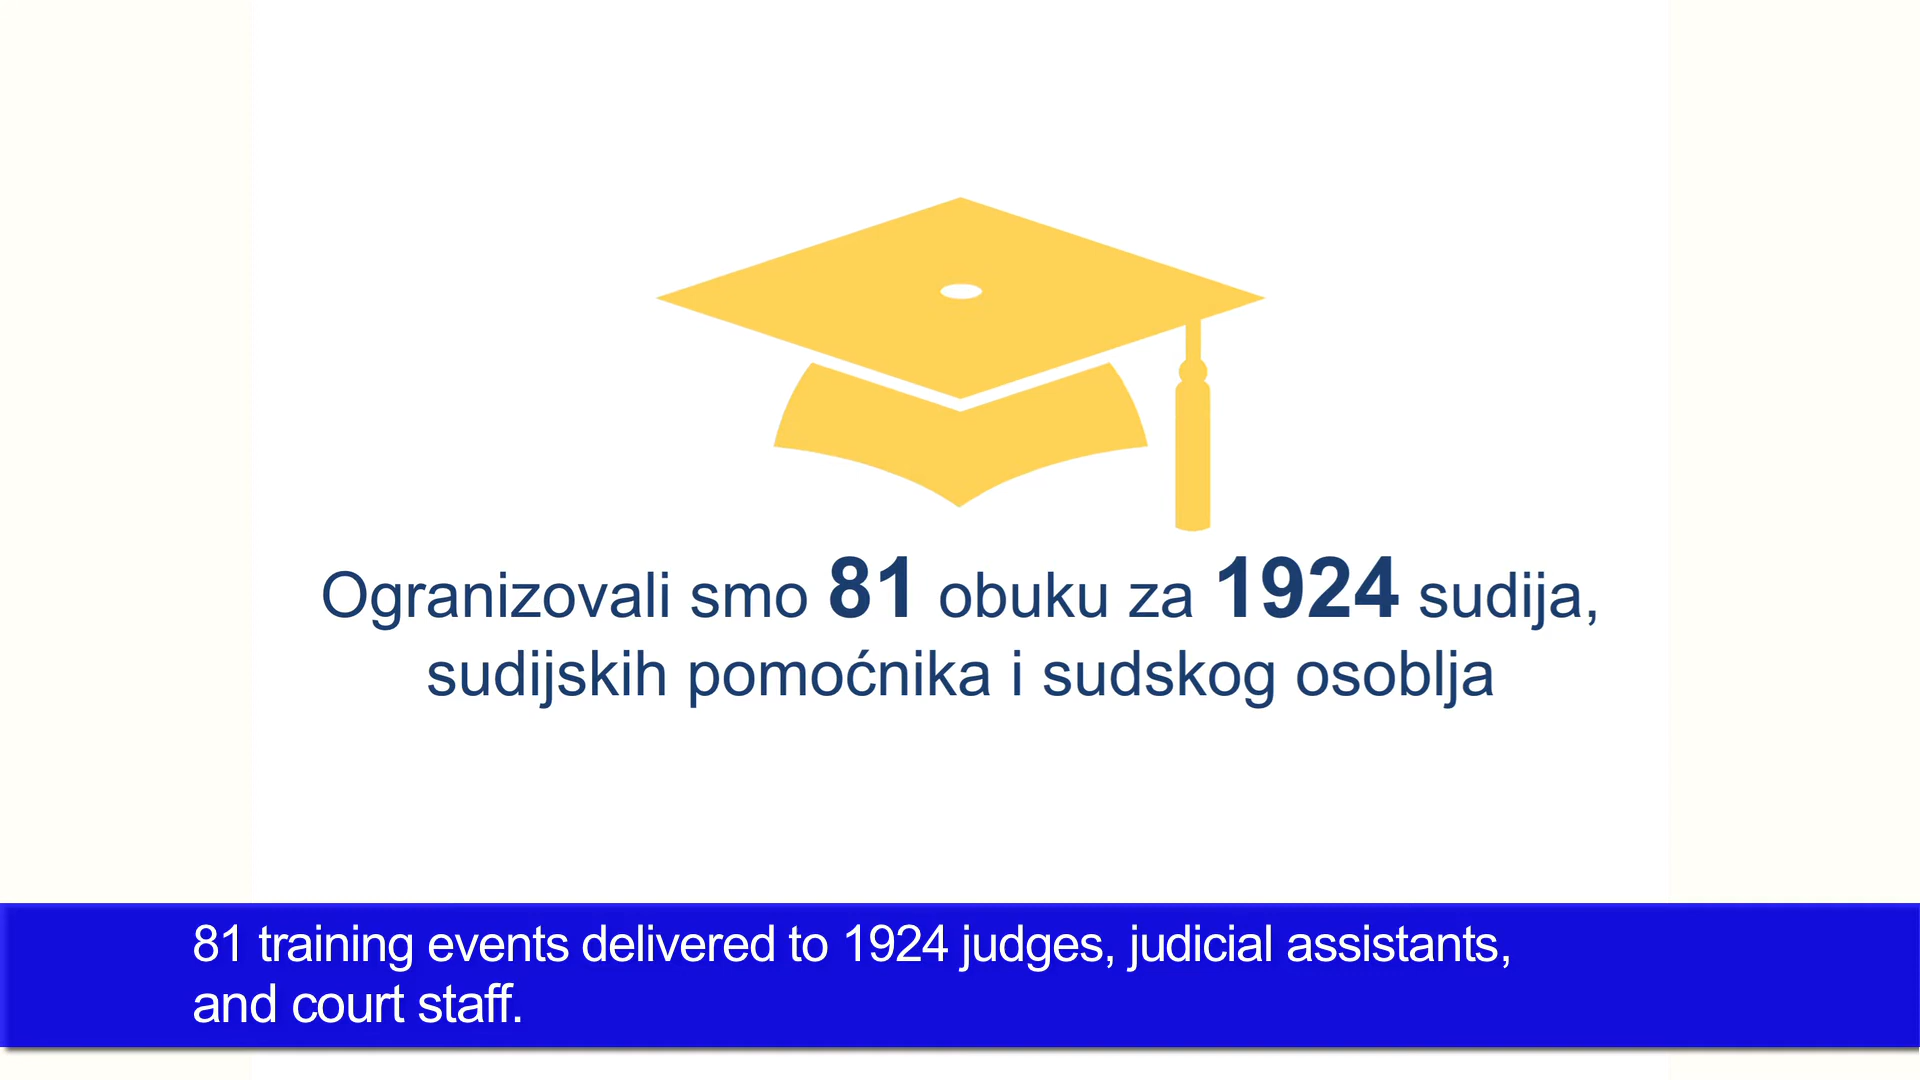 Ogranizovali smo 81 obuku za 1924 sudija,
sudijskih pomoćnika i sudskog osoblja
81 training events delivered to 1924 judges, judicial assistants,
and court staff.